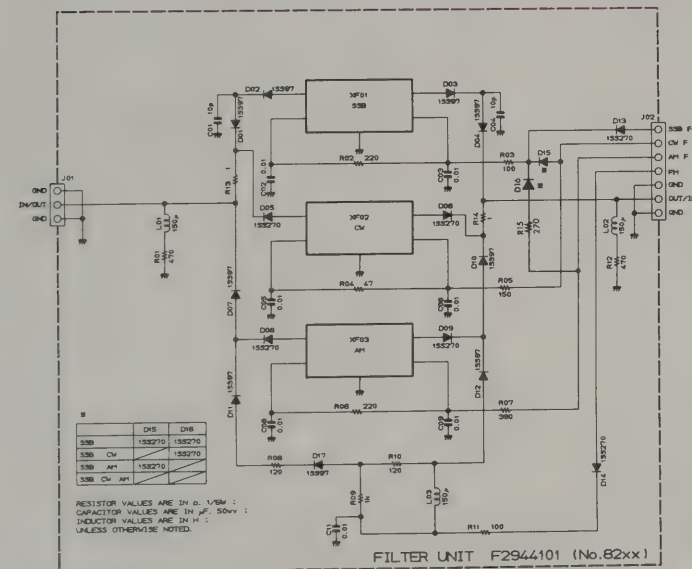 D02 1SS97
XF01
SSB
D03
1SS97
C01 10p
1SS97
D01
1SS97
D04
C04 10p
R02 220
C02 0.01
C03 0.01
R03
100
D15
※
D13
1SS270
J02
SSB F
CW F
AM F
FM
GND
OUT/I
GND
J01
GND
IN/OUT
GND
R13 1
D05
1SS270
XF02
CW
D06
1SS270
R14 1
D16
※
R15
270
L01
150μ
R01
470
L02
150μ
R12
470
R04 47
C05
0.01
C06
0.01
D10
1SS97
R05
150
1SS97
D07
D08
1SS270
XF03
AM
D09
1SS270
1SS97
D11
R06 220
C08
0.01
C09
0.01
D12
1SS97
R07
390
R08
120
D17
1SS97
R10
120
R09
1k
L03
150μ
C11
0.01
R11 100
1SS270
D14
※
D15 D16
SSB 1SS270 1SS270
SSB CW 1SS270
SSB AM 1SS270
SSB CW AM
RESISTOR VALUES ARE IN Ω, 1/6W ;
CAPACITOR VALUES ARE IN μF, 50wv ;
INDUCTOR VALUES ARE IN H ;
UNLESS OTHERWISE NOTED.
FILTER UNIT F2944101 (No.82xx)